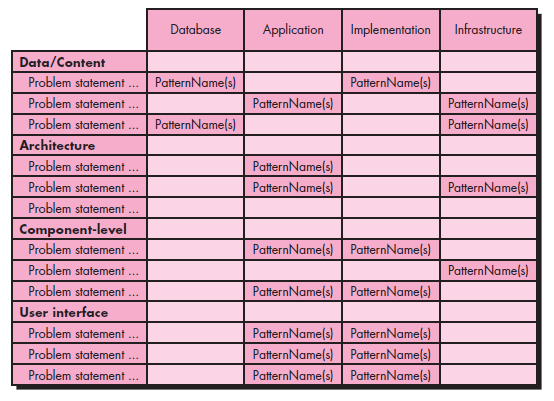 Database Application Implementation Infrastructure
Data/Content
Problem statement ... PatternName(s) PatternName(s)
Problem statement ... PatternName(s) PatternName(s)
Problem statement ... PatternName(s) PatternName(s)
Architecture
Problem statement ... PatternName(s)
Problem statement ... PatternName(s) PatternName(s)
Problem statement ...
Component-level
Problem statement ... PatternName(s) PatternName(s)
Problem statement ... PatternName(s)
Problem statement ... PatternName(s) PatternName(s)
User interface
Problem statement ... PatternName(s) PatternName(s)
Problem statement ... PatternName(s) PatternName(s)
Problem statement ... PatternName(s) PatternName(s)